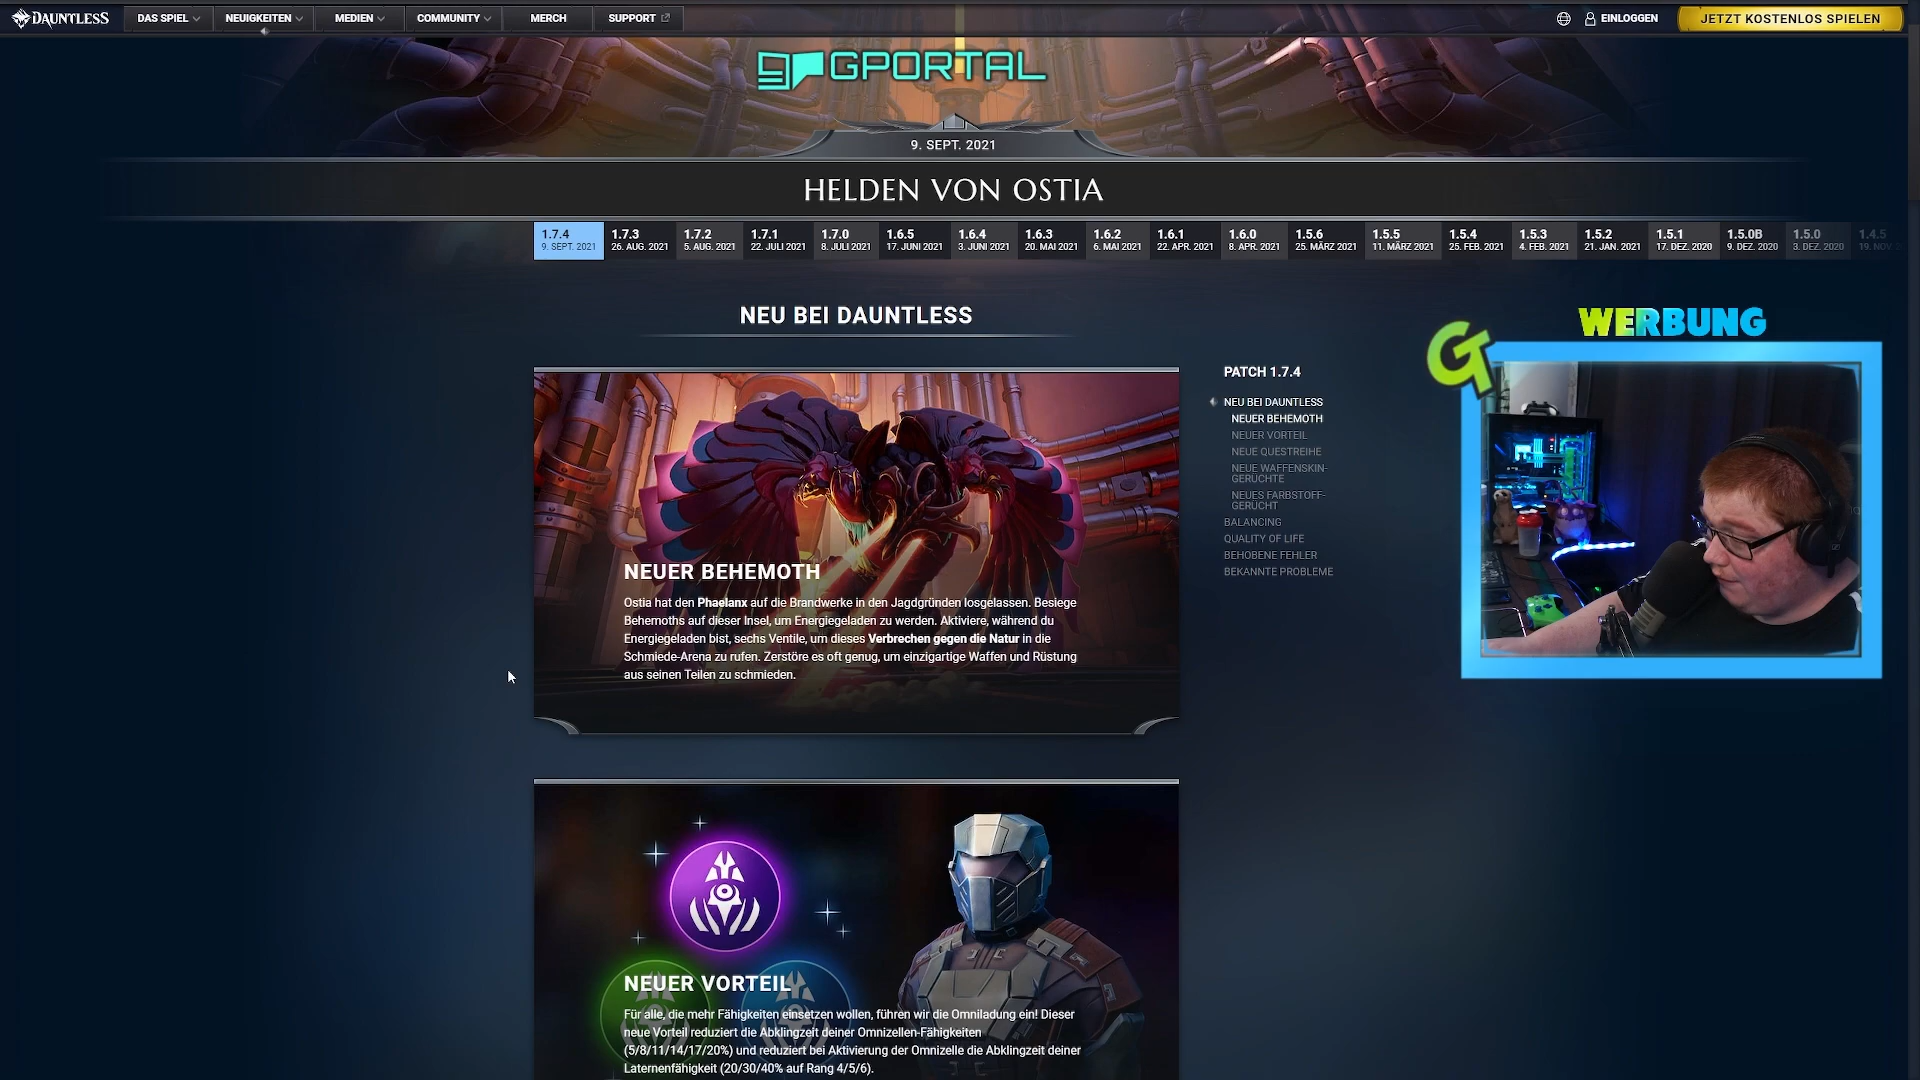 DAUNTLESS
DAS SPIEL
NEUIGKEITEN
MEDIEN
COMMUNITY
MERCH
SUPPORT
EINLOGGEN
JETZT KOSTENLOS SPIELEN
GPORTAL
9. SEPT. 2021
HELDEN VON OSTIA
1.7.4
9. SEPT. 2021
1.7.3
26. AUG. 2021
1.7.2
5. AUG. 2021
1.7.1
22. JULI 2021
1.7.0
8. JULI 2021
1.6.5
17. JUNI 2021
1.6.4
3. JUNI 2021
1.6.3
20. MAI 2021
1.6.2
6. MAI 2021
1.6.1
22. APR. 2021
1.6.0
8. APR. 2021
1.5.6
25. MÄRZ 2021
1.5.5
11. MÄRZ 2021
1.5.4
25. FEB. 2021
1.5.3
4. FEB. 2021
1.5.2
21. JAN. 2021
1.5.1
17. DEZ. 2020
1.5.0B
9. DEZ. 2020
1.5.0
3. DEZ. 2020
1.4.5
19. NOV.
NEU BEI DAUNTLESS
WERBUNG
GT
PATCH 1.7.4
NEU BEI DAUNTLESS
NEUER BEHEMOTH
NEUER VORTEIL
NEUE QUESTREIHE
NEUE WAFFENSKIN-
GERÜCHTE
NEUES FARBSTOFF-
GERÜCHT
BALANCING
QUALITY OF LIFE
BEHOBENE FEHLER
BEKANNTE PROBLEME
NEUER BEHEMOTH
Ostia hat den Phaelanx auf die Brandwerke in den Jagdgründen losgelassen. Besiege
Behemoths auf dieser Insel, um Energiegeladen zu werden. Aktiviere, während du
Energiegeladen bist, sechs Ventile, um dieses Verbrechen gegen die Natur in die
Schmiede-Arena zu rufen. Zerstöre es oft genug, um einzigartige Waffen und Rüstung
aus seinen Teilen zu schmieden.
NEUER VORTEIL
Für alle, die mehr Fähigkeiten einsetzen wollen, führen wir die Omniladung ein! Dieser
neue Vorteil reduziert die Abklingzeit deiner Omnizellen-Fähigkeiten
(5/8/11/14/17/20%) und reduziert bei Aktivierung der Omnizelle die Abklingzeit deiner
Laternenfähigkeit (20/30/40% auf Rang 4/5/6).